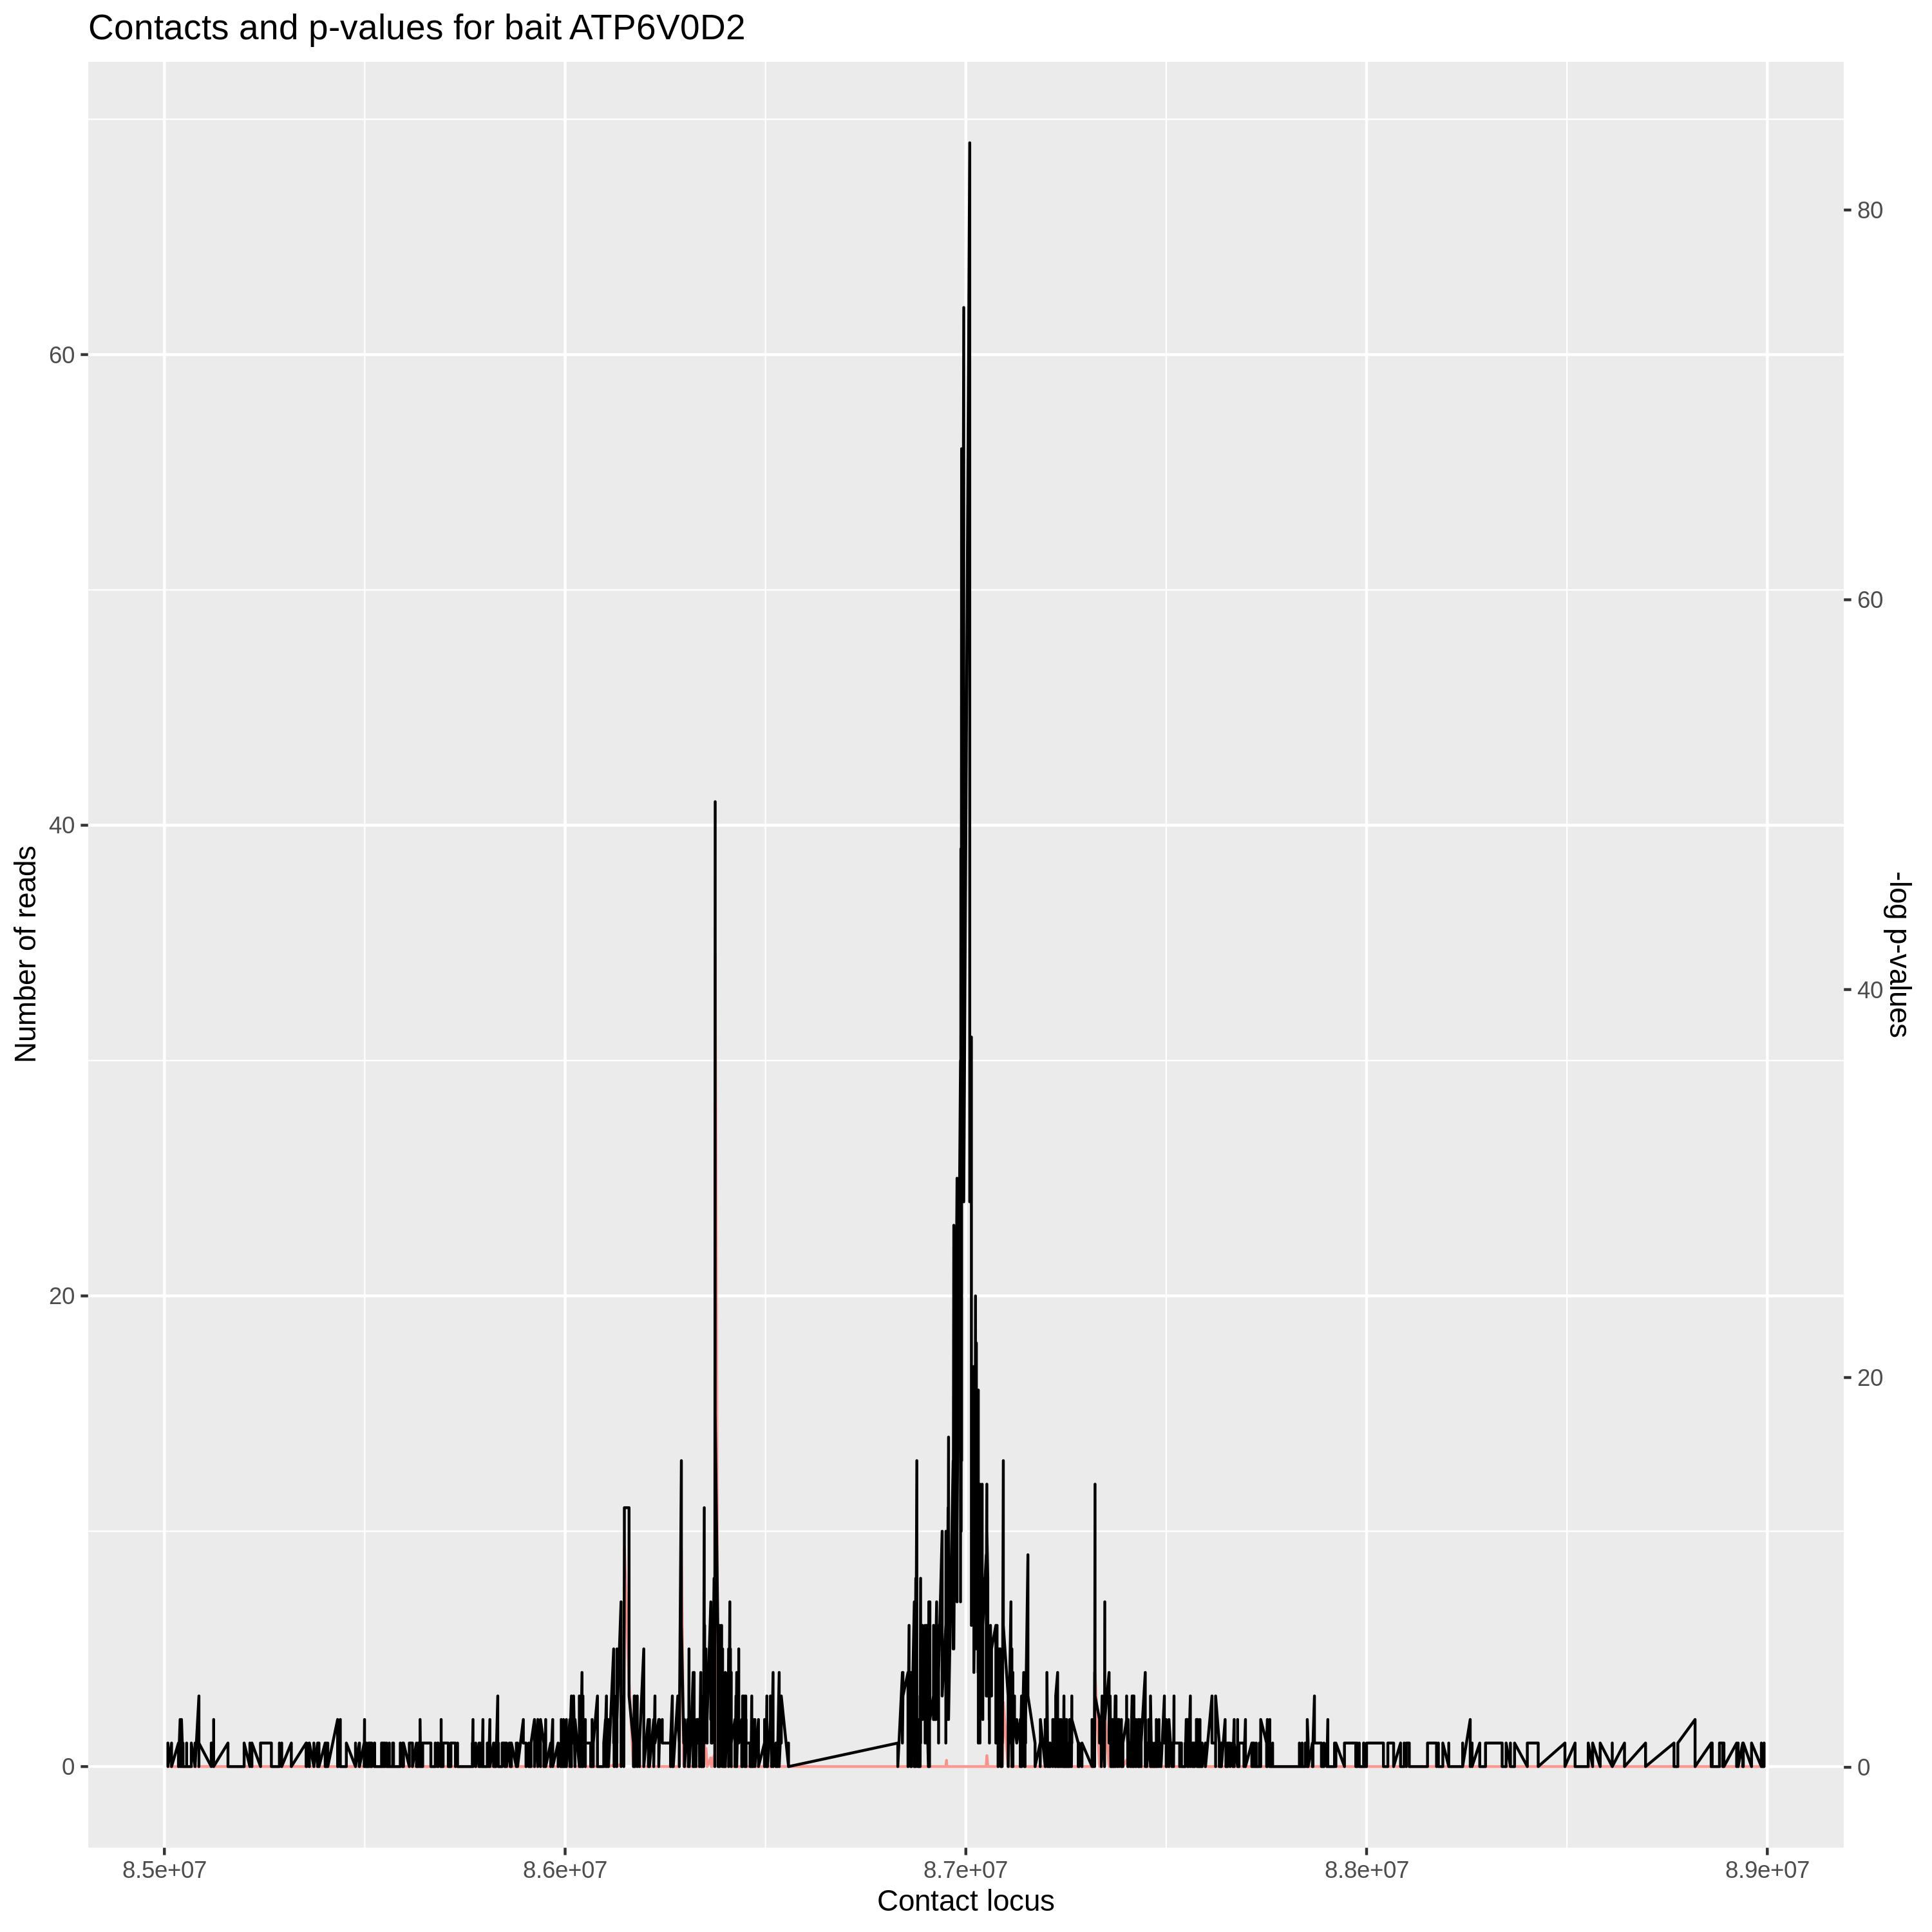 Contacts and p-values for bait ATP6V0D2
Number of reads
60
40
20
0
80
60
40
20
0
-log p-values
8.5e+07
8.6e+07
8.7e+07
8.8e+07
8.9e+07
Contact locus